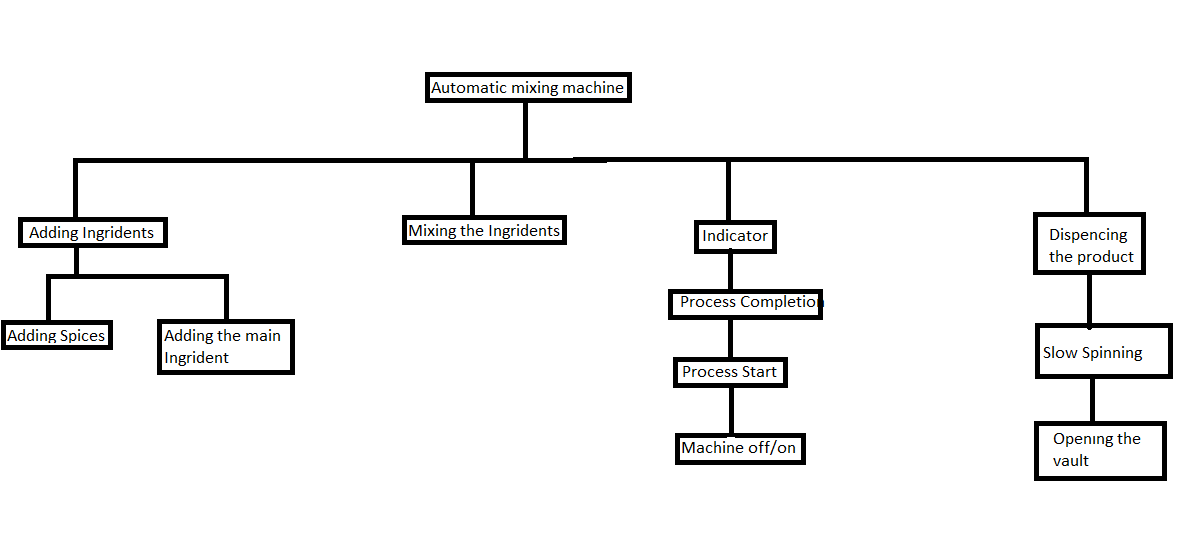 Automatic mixing machine
Adding Ingridents
Mixing the Ingridents
Indicator
Dispencing
the product
Adding Spices
Adding the main
Ingrident
Process Completion
Process Start
Machine off/on
Slow Spinning
Opening the
vault